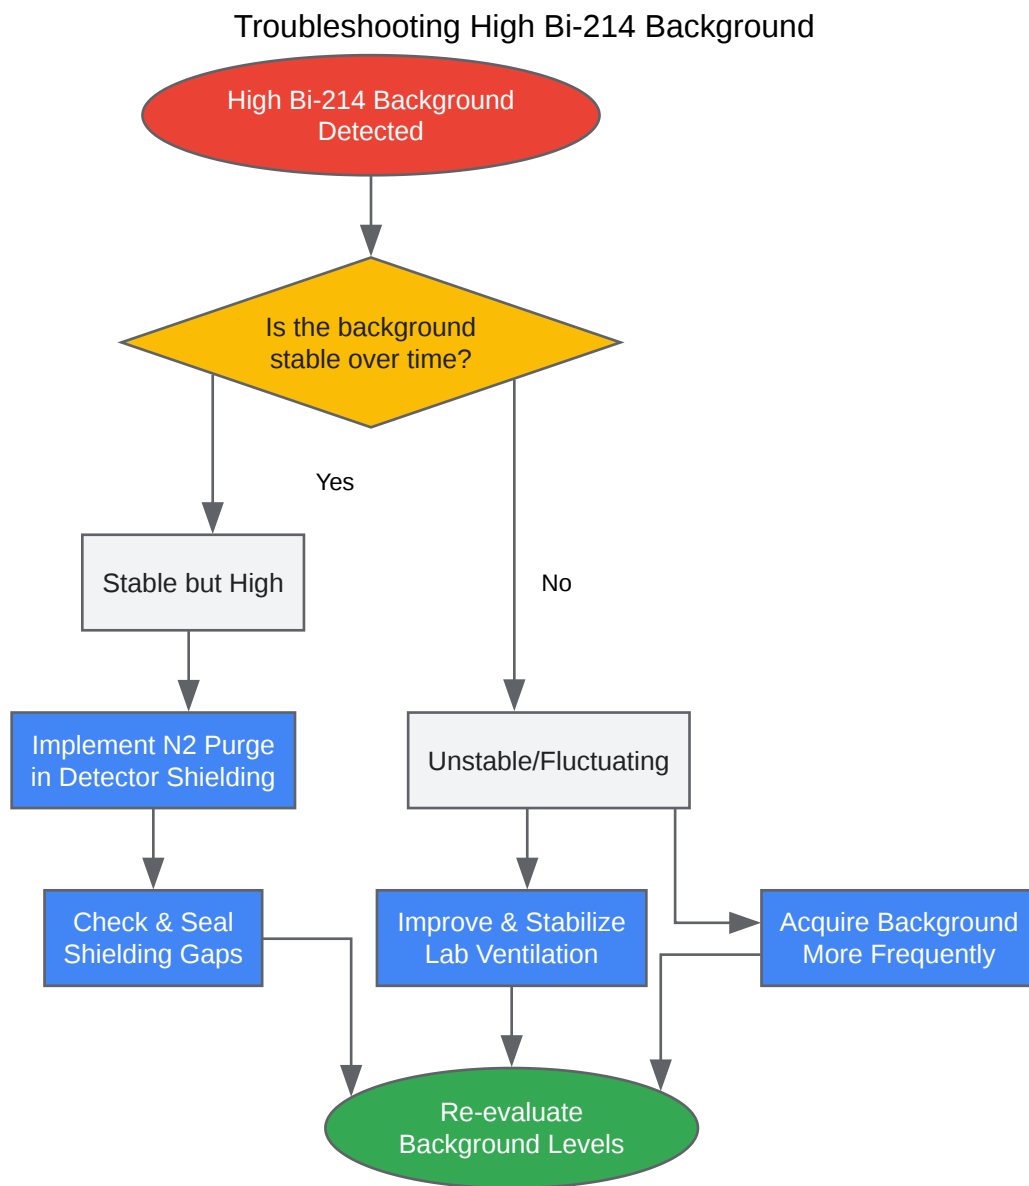 Troubleshooting High Bi-214 Background
High Bi-214 Background
Detected
Is the background
stable over time?
Yes
Stable but High
No
Implement N2 Purge
in Detector Shielding
Unstable/Fluctuating
Check & Seal
Shielding Gaps
Improve & Stabilize
Lab Ventilation
Acquire Background
More Frequently
Re-evaluate
Background Levels